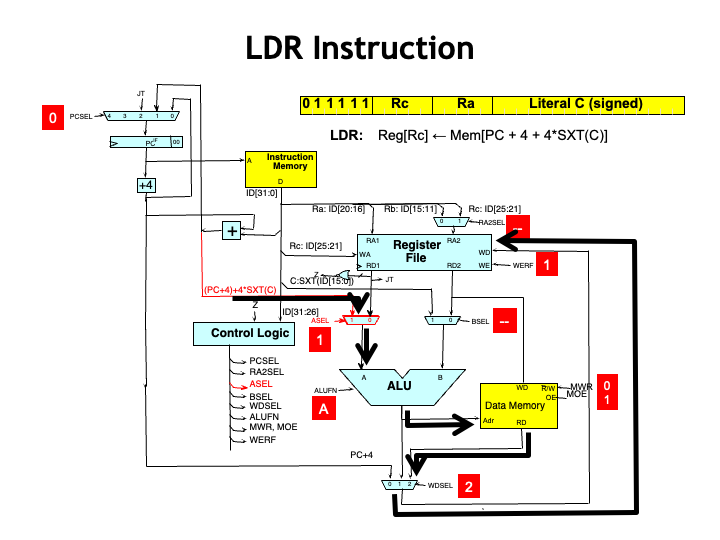 LDR Instruction
0 1 1 1 1 1 Rc Ra Literal C (signed)
LDR: Reg[Rc] ← Mem[PC + 4 + 4*SXT(C)]
JT
0 PCSEL 4 3 2 1 0
PC 00
A Instruction Memory
D
+4
ID[31:0]
Ra: ID[20:16] Rb: ID[15:11] Rc: ID[25:21]
0 1 RA2SEL --
+
RA1 RA2
Rc: ID[25:21] WA Register File WD
RD1 RD2 WE WERF 1
Z JT
C:SXT(ID[15:0])
(PC+4)+4*SXT(C)
Z ID[31:26]
ASEL 1 0 1 0 BSEL --
1
Control Logic
PCSEL
RA2SEL
ASEL
BSEL
WDSEL
ALUFN
MWR, MOE
WERF
A B
ALUFN ALU
A
WD R/W MWR 0
OE MOE 1
Data Memory
Adr RD
PC+4
0 1 2 WDSEL 2